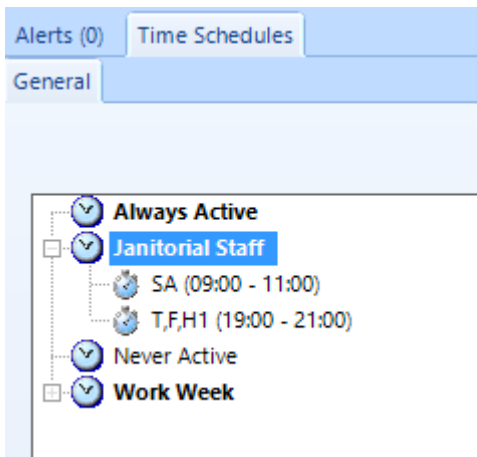 Alerts (0) Time Schedules
General
Always Active
Janitorial Staff
SA (09:00 - 11:00)
T,F,H1 (19:00 - 21:00)
Never Active
Work Week